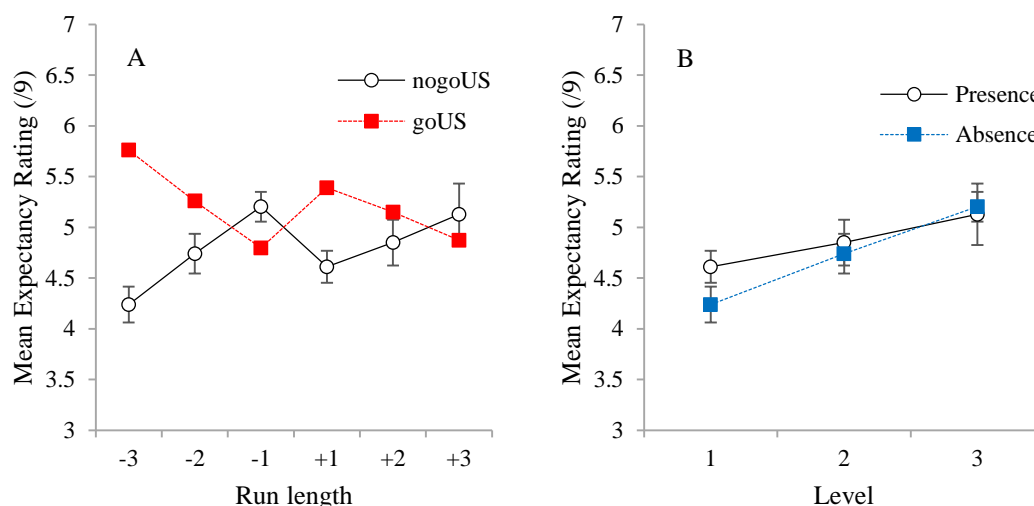 A
nogoUS
goUS
Mean Expectancy Rating (/9)
7
6.5
6
5.5
5
4.5
4
3.5
3
-3 -2 -1 +1 +2 +3
Run length
B
Presence
Absence
Mean Expectancy Rating (/9)
7
6.5
6
5.5
5
4.5
4
3.5
3
1 2 3
Level